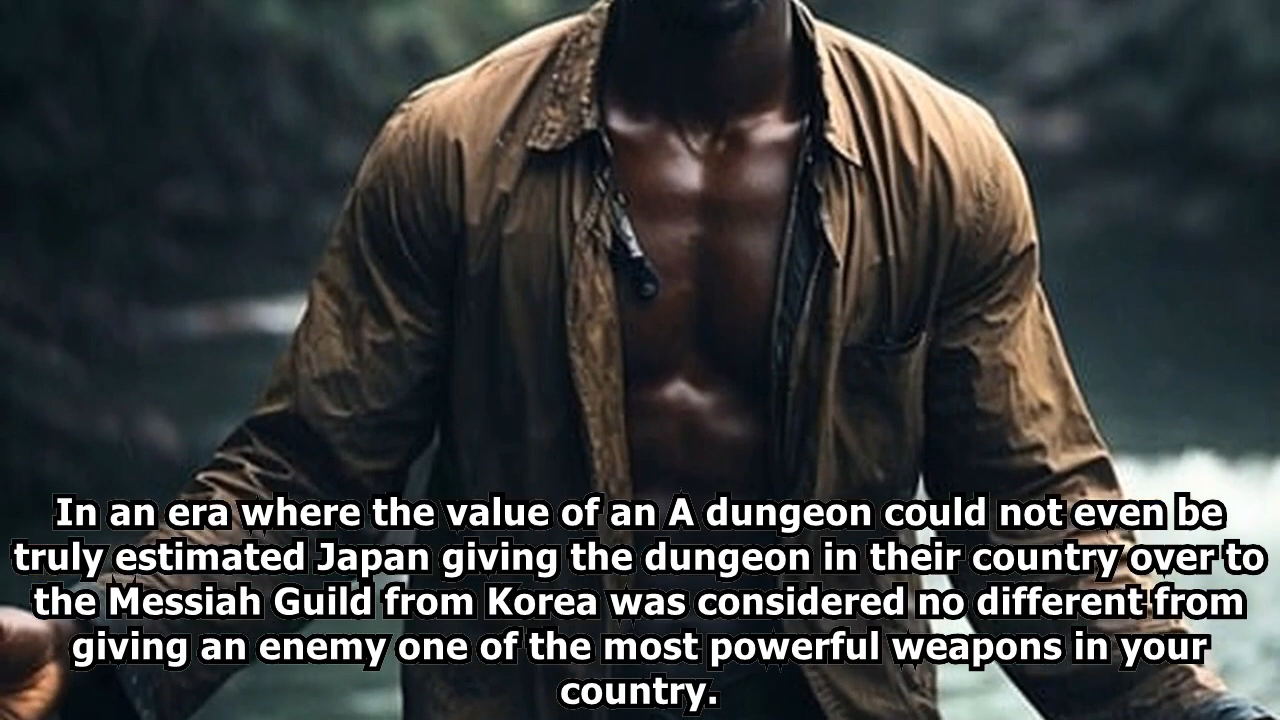 In an era where the value of an A dungeon could not even be
truly estimated Japan giving the dungeon in their country over to
the Messiah Guild from Korea was considered no different from
giving an enemy one of the most powerful weapons in your
country.